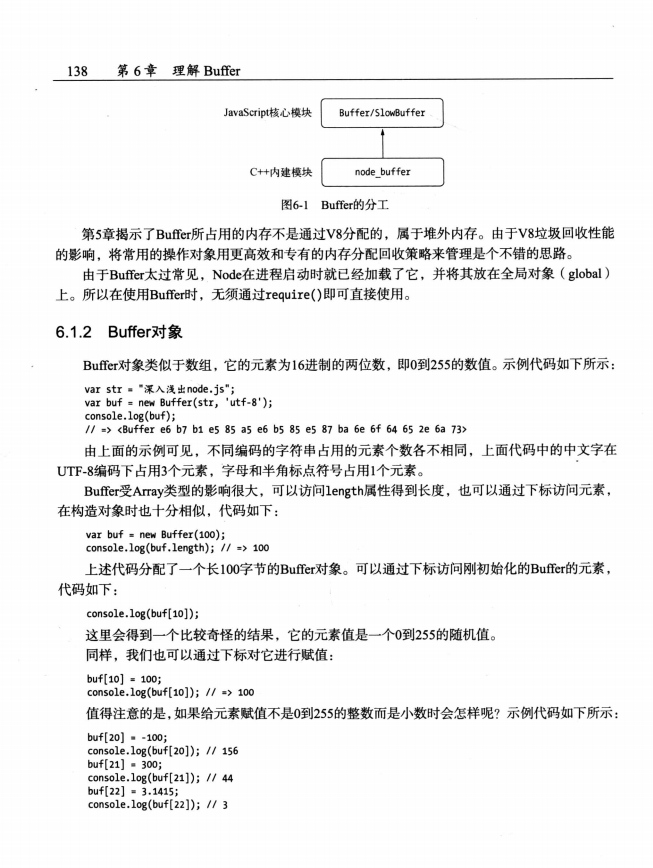 138 第6章 理解 Buffer
JavaScript核心模块 Buffer/SlowBuffer
C++内建模块 node_buffer
图6-1 Buffer的分工
第5章揭示了Buffer所占用的内存不是通过V8分配的，属于堆外内存。由于V8垃圾回收性能
的影响，将常用的操作对象用更高效和专有的内存分配回收策略来管理是个不错的思路。
由于Buffer太过常见，Node在进程启动时就已经加载了它，并将其放在全局对象（global）
上。所以在使用Buffer时，无须通过require()即可直接使用。
6.1.2 Buffer对象
Buffer对象类似于数组，它的元素为16进制的两位数，即0到255的数值。示例代码如下所示：
var str = "深入浅出node.js";
var buf = new Buffer(str, 'utf-8');
console.log(buf);
// => <Buffer e6 b7 b1 e5 85 a5 e6 b5 85 e5 87 ba 6e 6f 64 65 2e 6a 73>
由上面的示例可见，不同编码的字符串占用的元素个数各不相同，上面代码中的中文字在
UTF-8编码下占用3个元素，字母和半角标点符号占用1个元素。
Buffer受Array类型的影响很大，可以访问length属性得到长度，也可以通过下标访问元素，
在构造对象时也十分相似，代码如下：
var buf = new Buffer(100);
console.log(buf.length); // => 100
上述代码分配了一个长100字节的Buffer对象。可以通过下标访问刚初始化的Buffer的元素，
代码如下：
console.log(buf[10]);
这里会得到一个比较奇怪的结果，它的元素值是一个0到255的随机值。
同样，我们也可以通过下标对它进行赋值：
buf[10] = 100;
console.log(buf[10]); // => 100
值得注意的是，如果给元素赋值不是0到255的整数而是小数时会怎样呢？示例代码如下所示：
buf[20] = -100;
console.log(buf[20]); // 156
buf[21] = 300;
console.log(buf[21]); // 44
buf[22] = 3.1415;
console.log(buf[22]); // 3